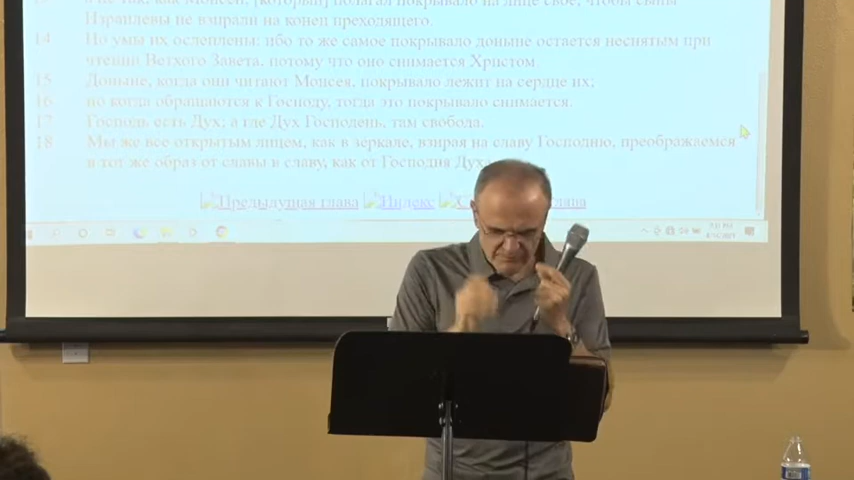 13 а не так, как Моисей, [который] полагал покрывало на лице свое, чтобы сыны
Израилевы не взирали на конец преходящего.
14 Но умы их ослеплены: ибо то же самое покрывало доныне остается неснятым при
чтении Ветхого Завета, потому что оно снимается Христом.
15 Доныне, когда они читают Моисея, покрывало лежит на сердце их;
16 но когда обращаются к Господу, тогда это покрывало снимается.
17 Господь есть Дух; а где Дух Господень, там свобода.
18 Мы же все открытым лицем, как в зеркале, взирая на славу Господню, преображаемся
в тот же образ от славы в славу, как от Господня Духа.
Предыдущая глава Индекс